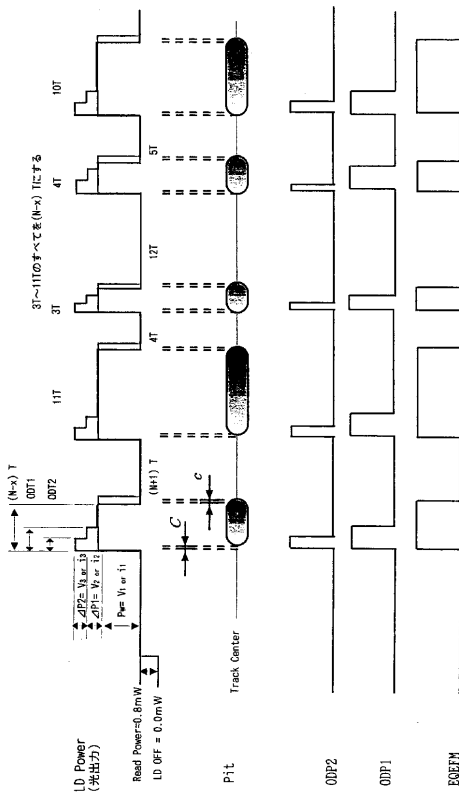 3T～11Tのすべてを(N-x) Tにする
(N-x) T
ODT1
ODT2
11T
3T
4T
10T
LD Power
(光出力)
ΔP2= V3 or i3
ΔP1= V2 or i2
Pw= V1 or i1
Read Power=0.8mW
LD OFF = 0.0mW
(N+1) T
4T
12T
5T
C
c
Pit
Track Center
ODP2
ODP1
EQEFM